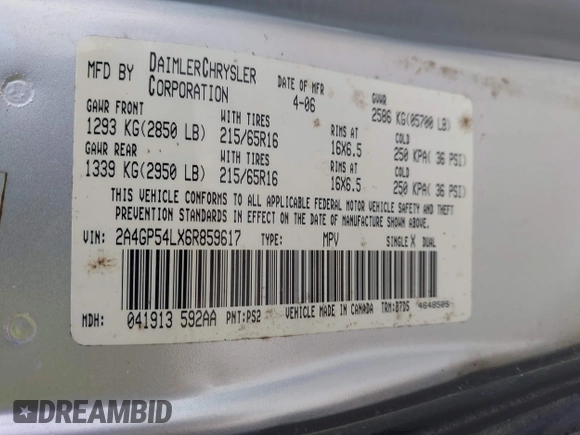 MFD BY DAIMLERCHRYSLER CORPORATION DATE OF MFR 4-06 GVWR 2586 KG(05700 LB)
GAWR FRONT WITH TIRES RIMS AT COLD
1293 KG(2850 LB) 215/65R16 16X6.5 250 KPA( 36 PSI)
GAWR REAR WITH TIRES RIMS AT COLD
1339 KG(2950 LB) 215/65R16 16X6.5 250 KPA( 36 PSI)
THIS VEHICLE CONFORMS TO ALL APPLICABLE FEDERAL MOTOR VEHICLE SAFETY AND THEFT
PREVENTION STANDARDS IN EFFECT ON THE DATE OF MANUFACTURE SHOWN ABOVE.
VIN: 2A4GP54LX6R859617 TYPE: MPV SINGLE X DUAL
MDH: 041913 592AA PNT:PS2 VEHICLE MADE IN CANADA TRM:B7D5 4648505
DREAMBID